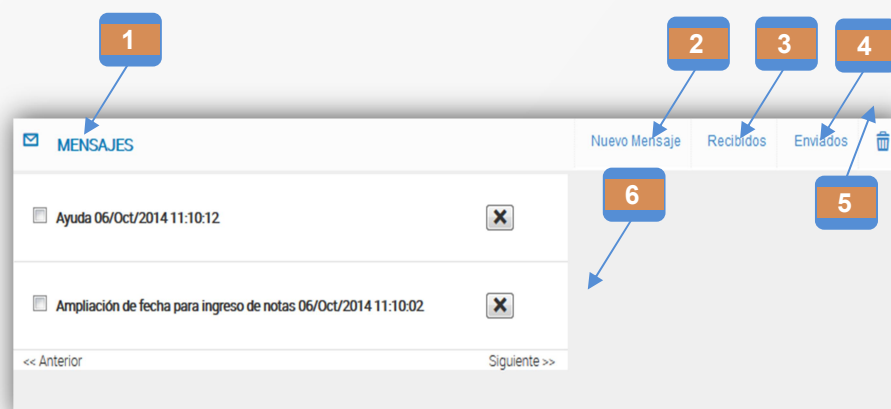 1
2 3 4
MENSAJES
Nuevo Mensaje Recibidos Enviados
6
5
Ayuda 06/Oct/2014 11:10:12
Ampliación de fecha para ingreso de notas 06/Oct/2014 11:10:02
<< Anterior Siguiente >>